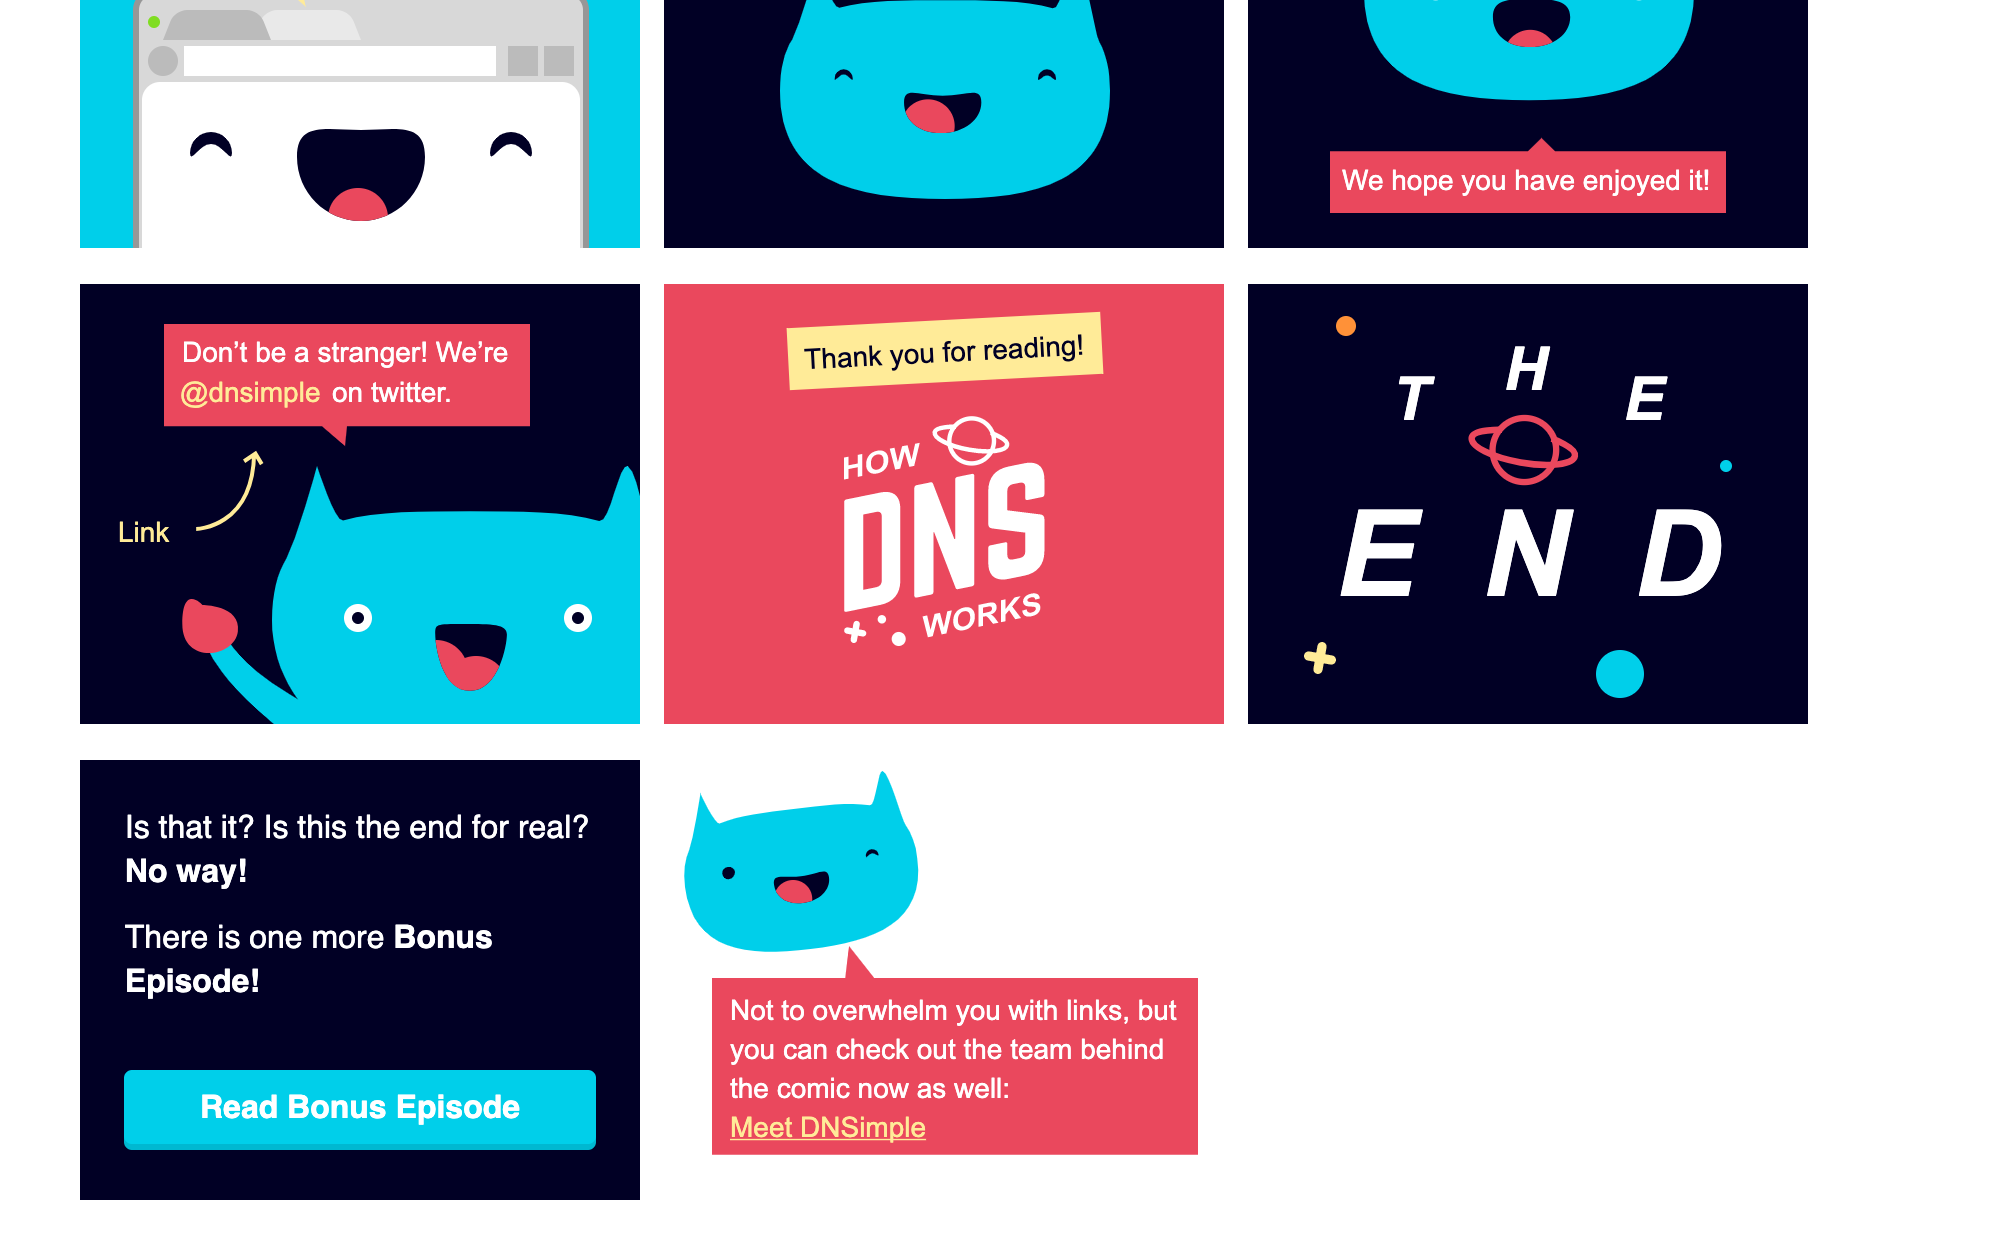 We hope you have enjoyed it!
Don’t be a stranger! We’re
@dnsimple on twitter.
Link
Thank you for reading!
HOW
DNS
WORKS
T H E
E N D
Is that it? Is this the end for real?
No way!
There is one more Bonus
Episode!
Read Bonus Episode
Not to overwhelm you with links, but
you can check out the team behind
the comic now as well:
Meet DNSimple